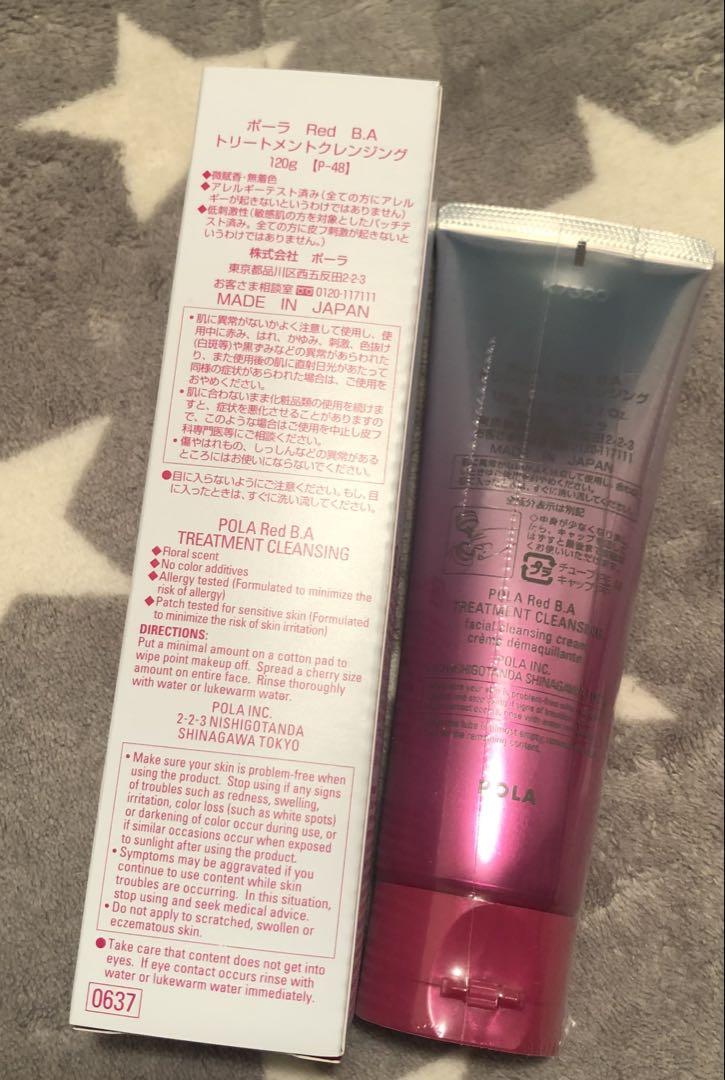 ポーラ Red B.A
トリートメントクレンジング
120g 【P-48】
◆微賦香・無着色
◆アレルギーテスト済み(全ての方にアレル
ギーが起きないというわけではありません)
◆低刺激性(敏感肌の方を対象としたパッチテ
スト済み。全ての方に皮フ刺激が起きないと
いうわけではありません。)
株式会社 ポーラ
東京都品川区西五反田2-2-3
お客さま相談室 0120-117111
MADE IN JAPAN
• 肌に異常がないかよく注意して使用し、使
用中に赤み、はれ、かゆみ、刺激、色抜け
(白斑等)や黒ずみなどの異常があらわれた
り、また使用後の肌に直射日光があたって
同様の症状があらわれた場合は、ご使用を
おやめください。
• 肌に合わないまま化粧品類の使用を続けま
すと、症状を悪化させることがありますの
で、このような場合はご使用を中止し皮フ
科専門医等にご相談ください。
• 傷やはれもの、しっしんなどの異常がある
ところにはお使いにならないでください。
●目に入らないようにご注意ください。もし、目
に入ったときは、すぐに洗い流してください。
POLA Red B.A
TREATMENT CLEANSING
◆Floral scent
◆No color additives
◆Allergy tested (Formulated to minimize the
risk of allergy)
◆Patch tested for sensitive skin (Formulated
to minimize the risk of skin irritation)
DIRECTIONS:
Put a minimal amount on a cotton pad to
wipe point makeup off. Spread a cherry size
amount on entire face. Rinse thoroughly
with water or lukewarm water.
POLA INC.
2-2-3 NISHIGOTANDA
SHINAGAWA TOKYO
• Make sure your skin is problem-free when
using the product. Stop using if any signs
of troubles such as redness, swelling,
irritation, color loss (such as white spots)
or darkening of color occur during use, or
if similar occasions occur when exposed
to sunlight after using the product.
• Symptoms may be aggravated if you
continue to use content while skin
troubles are occurring. In this situation,
stop using and seek medical advice.
• Do not apply to scratched, swollen or
eczematous skin.
● Take care that content does not get into
eyes. If eye contact occurs rinse with
water or lukewarm water immediately.
0637
B.A
MADE IN JAPAN
全成分表示は別記
プラ
POLA Red B.A
TREATMENT CLEANSING
facial cleansing cream
crème démaquillante
POLA INC.
NISHIGOTANDA SHINAGAWA
POLA